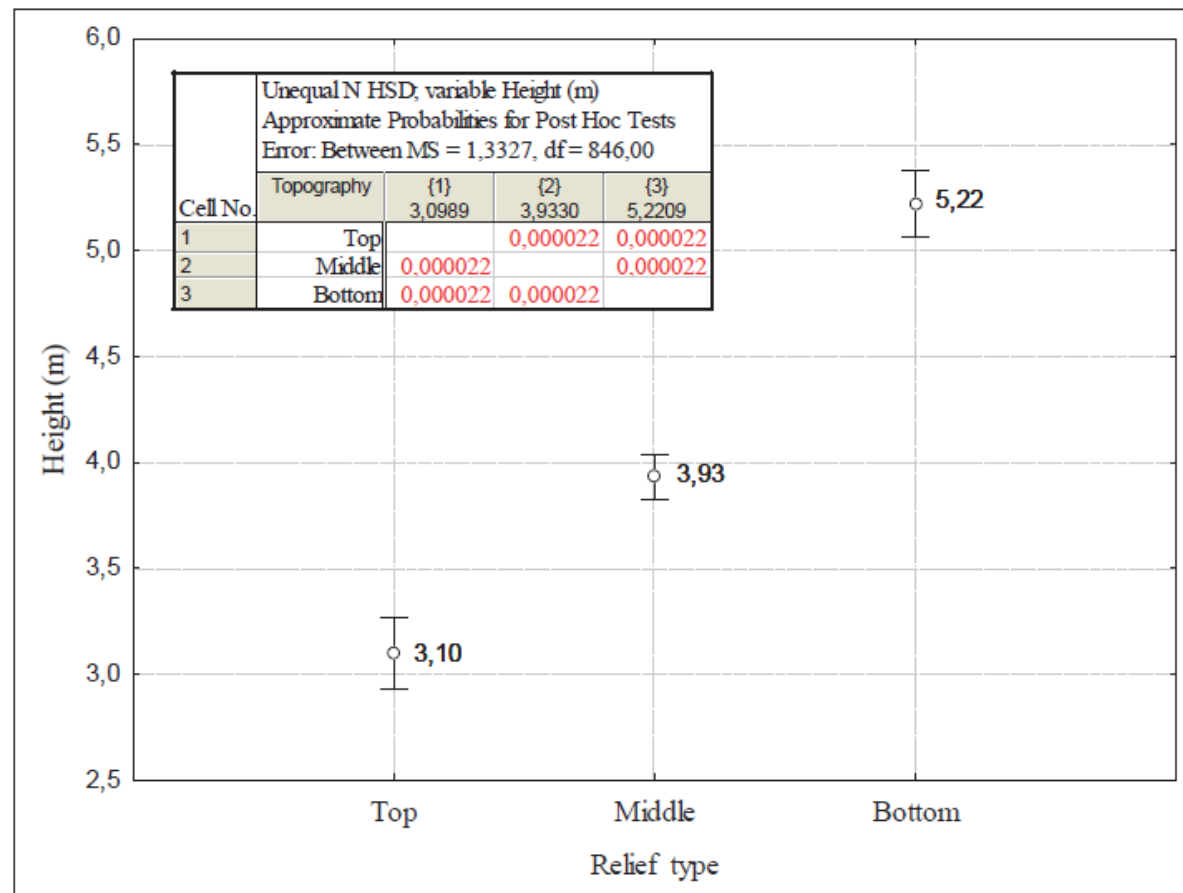 6,0
Unequal N HSD; variable Height (m)
Approximate Probabilities for Post Hoc Tests
Error: Between MS = 1,3327, df = 846,00
Cell No. Topography {1} {2} {3}
3,0989 3,9330 5,2209
1 Top 0,000022 0,000022
2 Middle 0,000022 0,000022
3 Bottom 0,000022 0,000022
5,5
5,22
5,0
4,5
Height (m)
4,0
3,93
3,5
3,10
3,0
2,5
Top Middle Bottom
Relief type